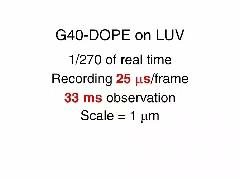 G40-DOPE on LUV
1/270 of real time
Recording 25 μs/frame
33 ms observation
Scale = 1 μm